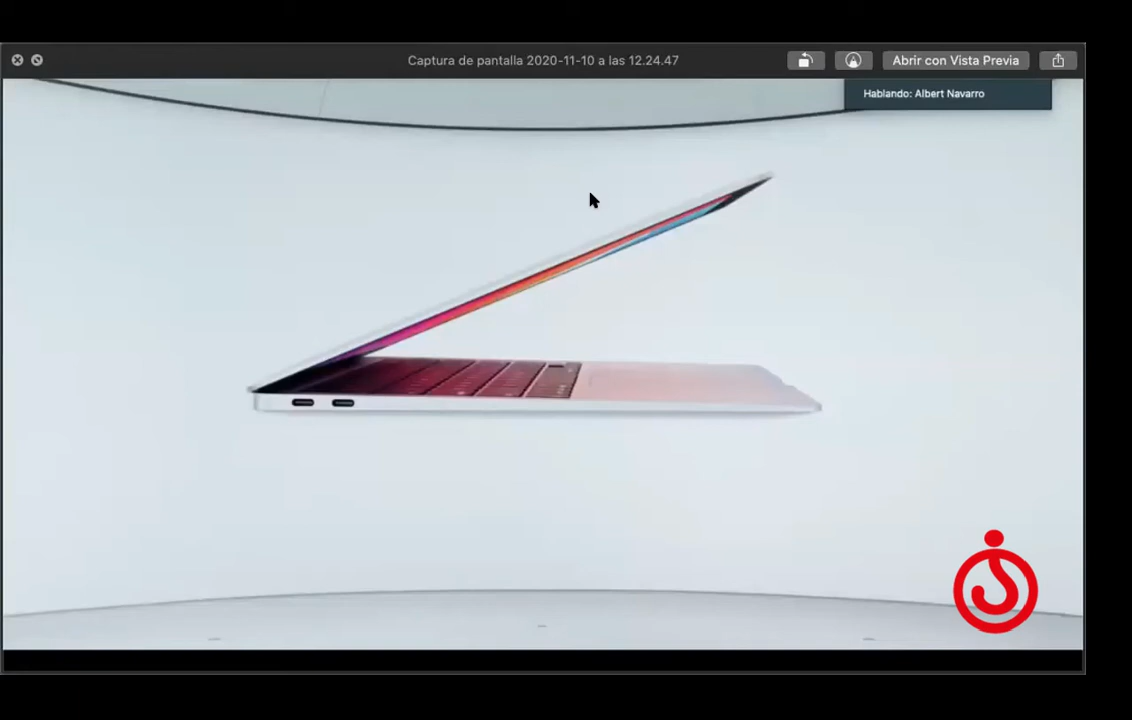 Captura de pantalla 2020-11-10 a las 12.24.47
Abrir con Vista Previa
Hablando: Albert Navarro